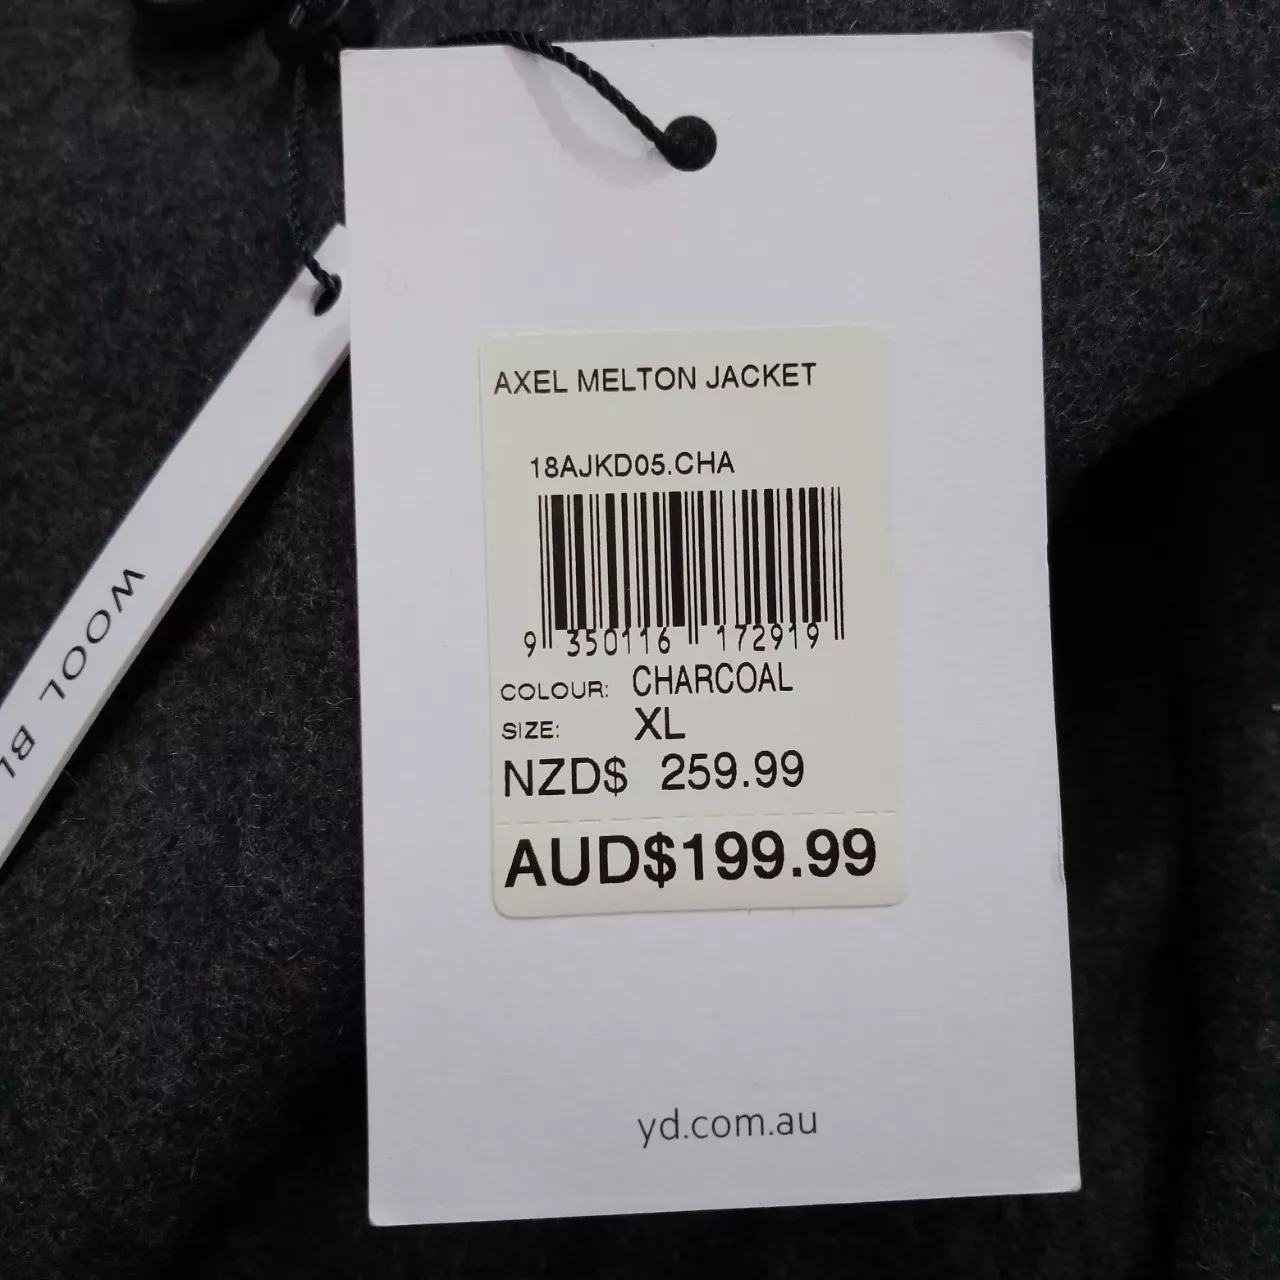 AXEL MELTON JACKET
18AJKD05.CHA
9 350116 172919
COLOUR: CHARCOAL
SIZE: XL
NZD$ 259.99
AUD$199.99
yd.com.au
WOOL